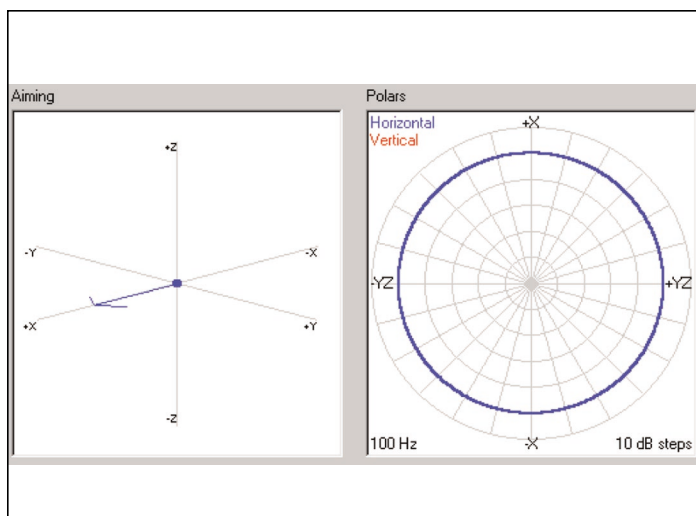 Aiming
+Z
-Y
-X
+X
+Y
-Z
Polars
Horizontal
Vertical
+X
-YZ
+YZ
-X
100 Hz
10 dB steps